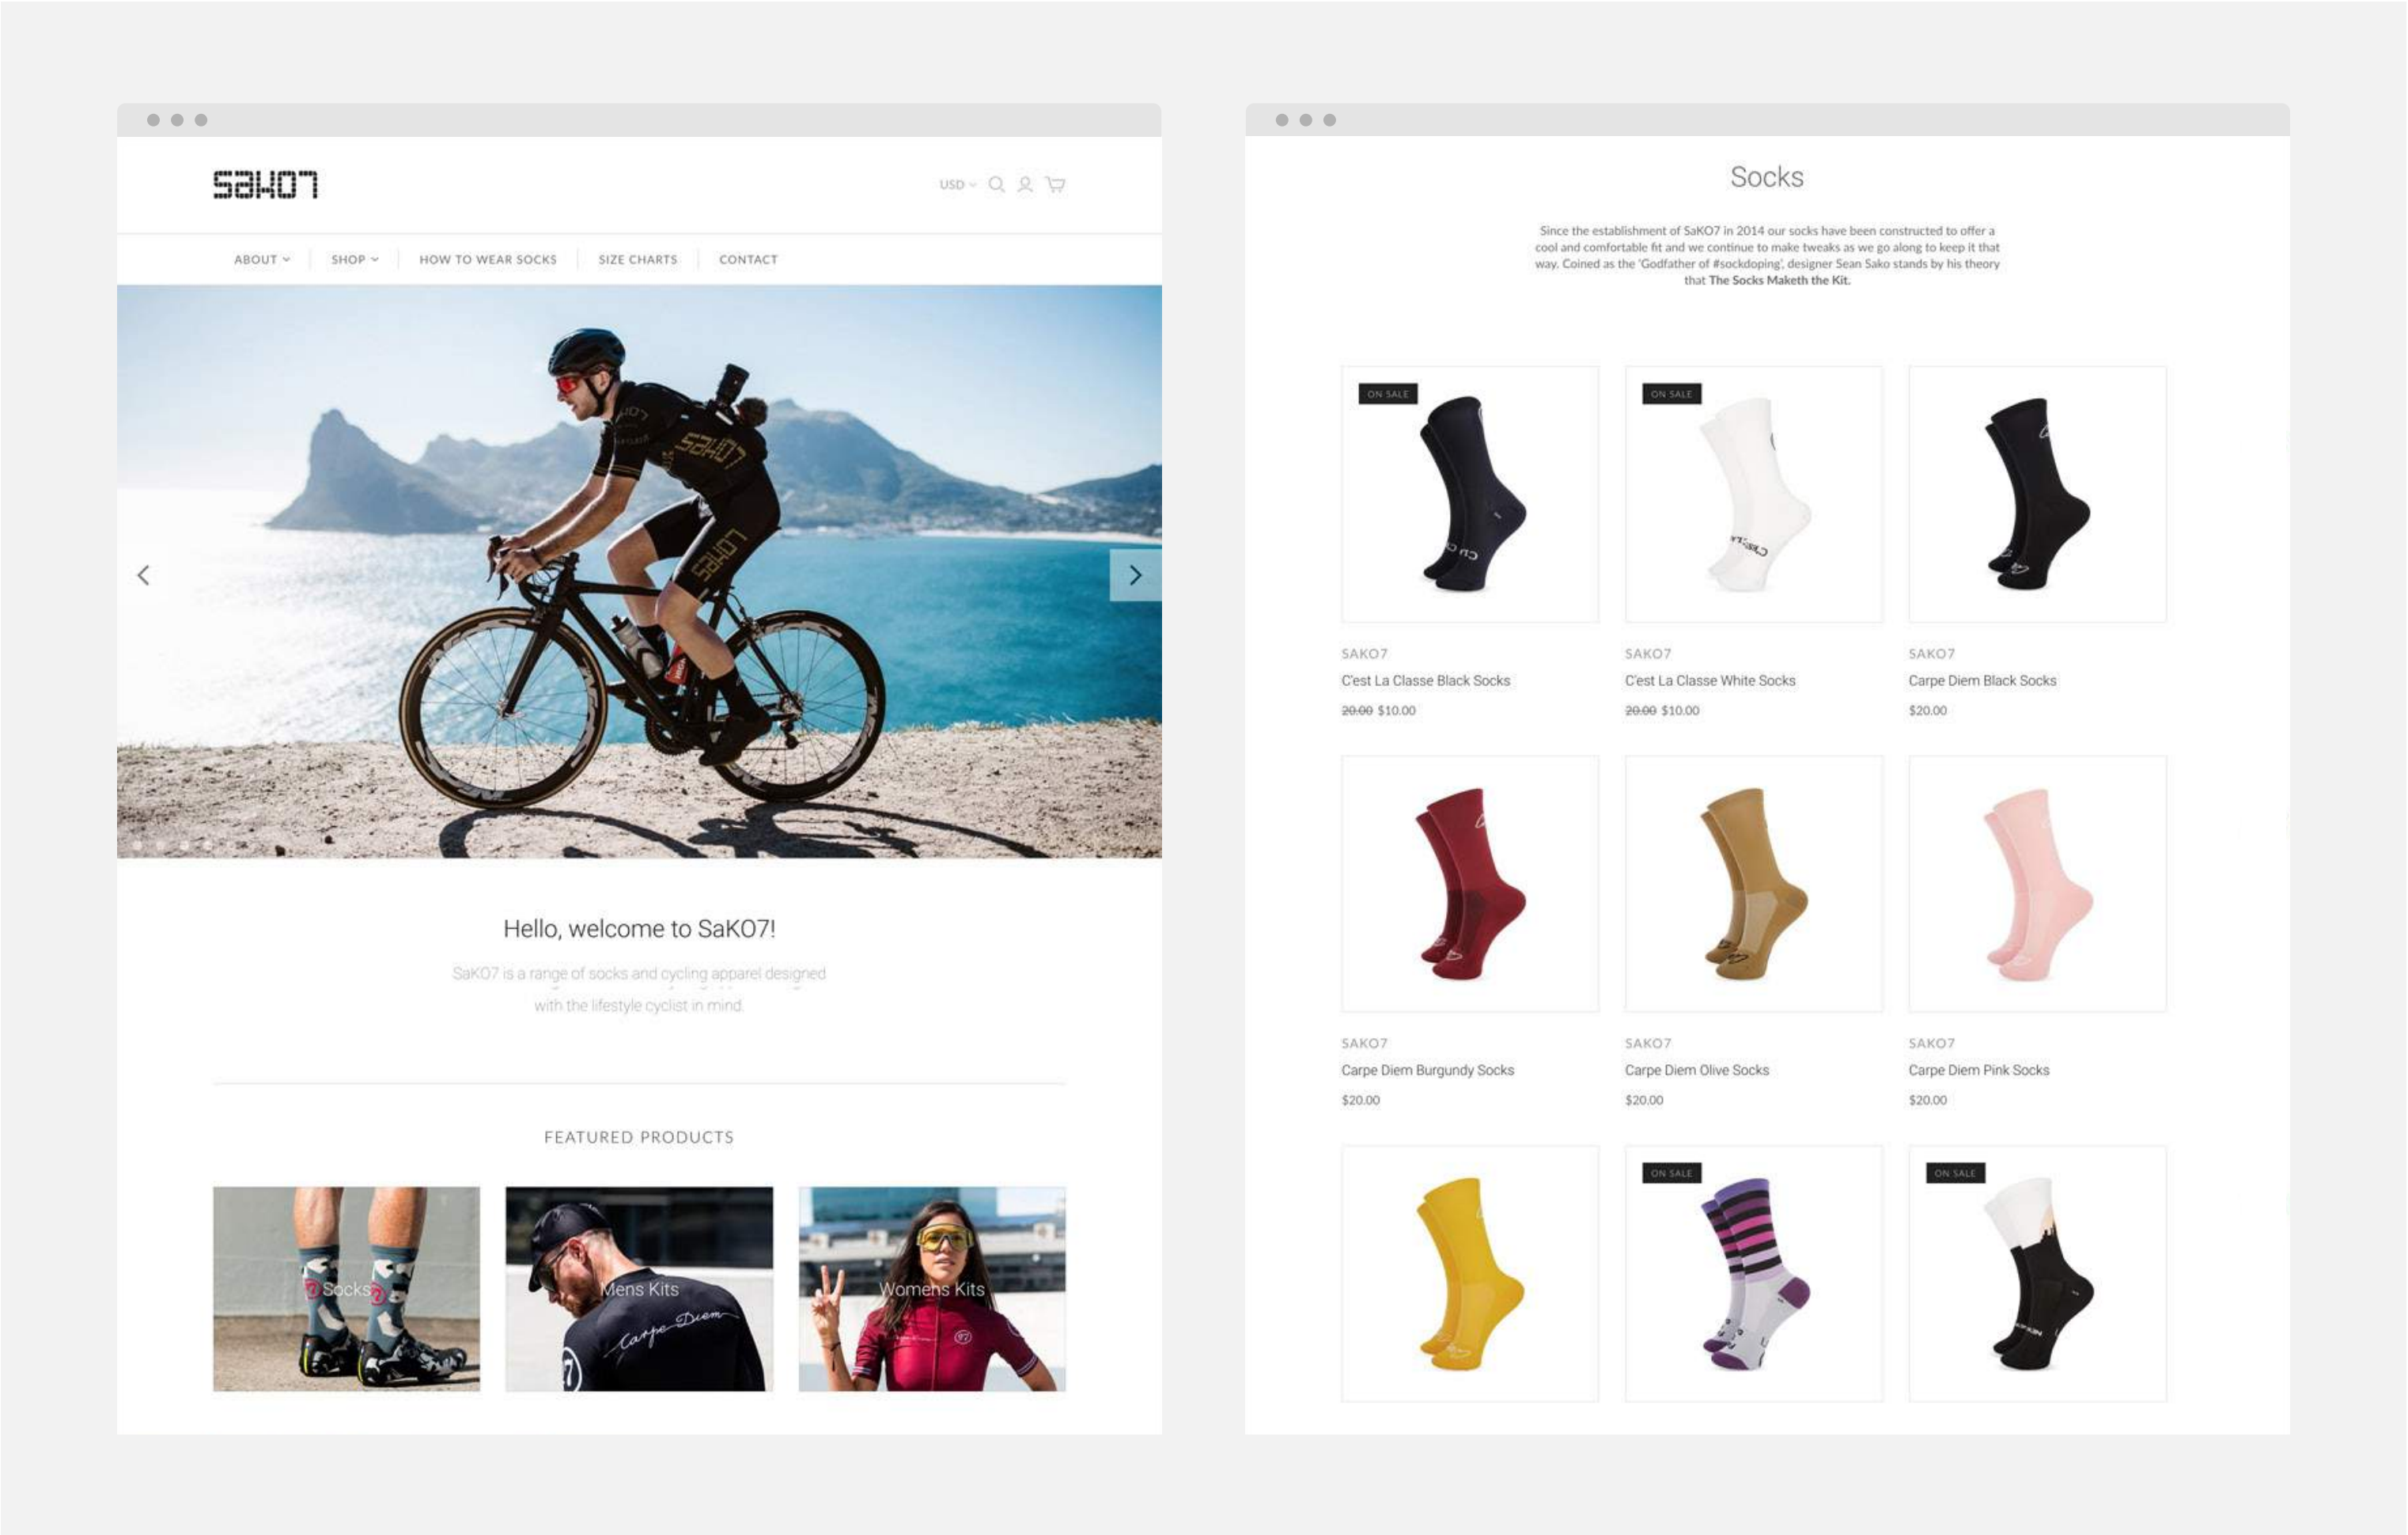 SaKO7
USD
ABOUT
SHOP
HOW TO WEAR SOCKS
SIZE CHARTS
CONTACT
SaKO7
SaKO7
Hello, welcome to SaKO7!
SaKO7 is a range of socks and cycling apparel designed
with the lifestyle cyclist in mind.
FEATURED PRODUCTS
Socks
Mens Kits
Carpe Diem
Womens Kits
Socks
Since the establishment of SaKO7 in 2014 our socks have been constructed to offer a
cool and comfortable fit and we continue to make tweaks as we go along to keep it that
way. Coined as the 'Godfather of #sockdoping', designer Sean Sako stands by his theory
that The Socks Maketh the Kit.
ON SALE
ON SALE
SAKO7
C'est La Classe Black Socks
20.00 $10.00
SAKO7
C'est La Classe White Socks
20.00 $10.00
SAKO7
Carpe Diem Black Socks
$20.00
SAKO7
Carpe Diem Burgundy Socks
$20.00
SAKO7
Carpe Diem Olive Socks
$20.00
SAKO7
Carpe Diem Pink Socks
$20.00
ON SALE
ON SALE